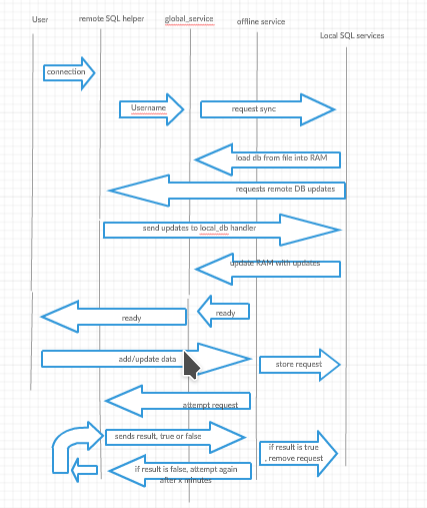 User
remote SQL helper
global_service
offline service
Local SQL services
connection
Username
request sync
load db from file into RAM
requests remote DB updates
send updates to local_db handler
update RAM with updates
ready
ready
add/update data
store request
attempt request
sends result, true or false
if result is true
, remove request
if result is false, attempt again
after x minutes